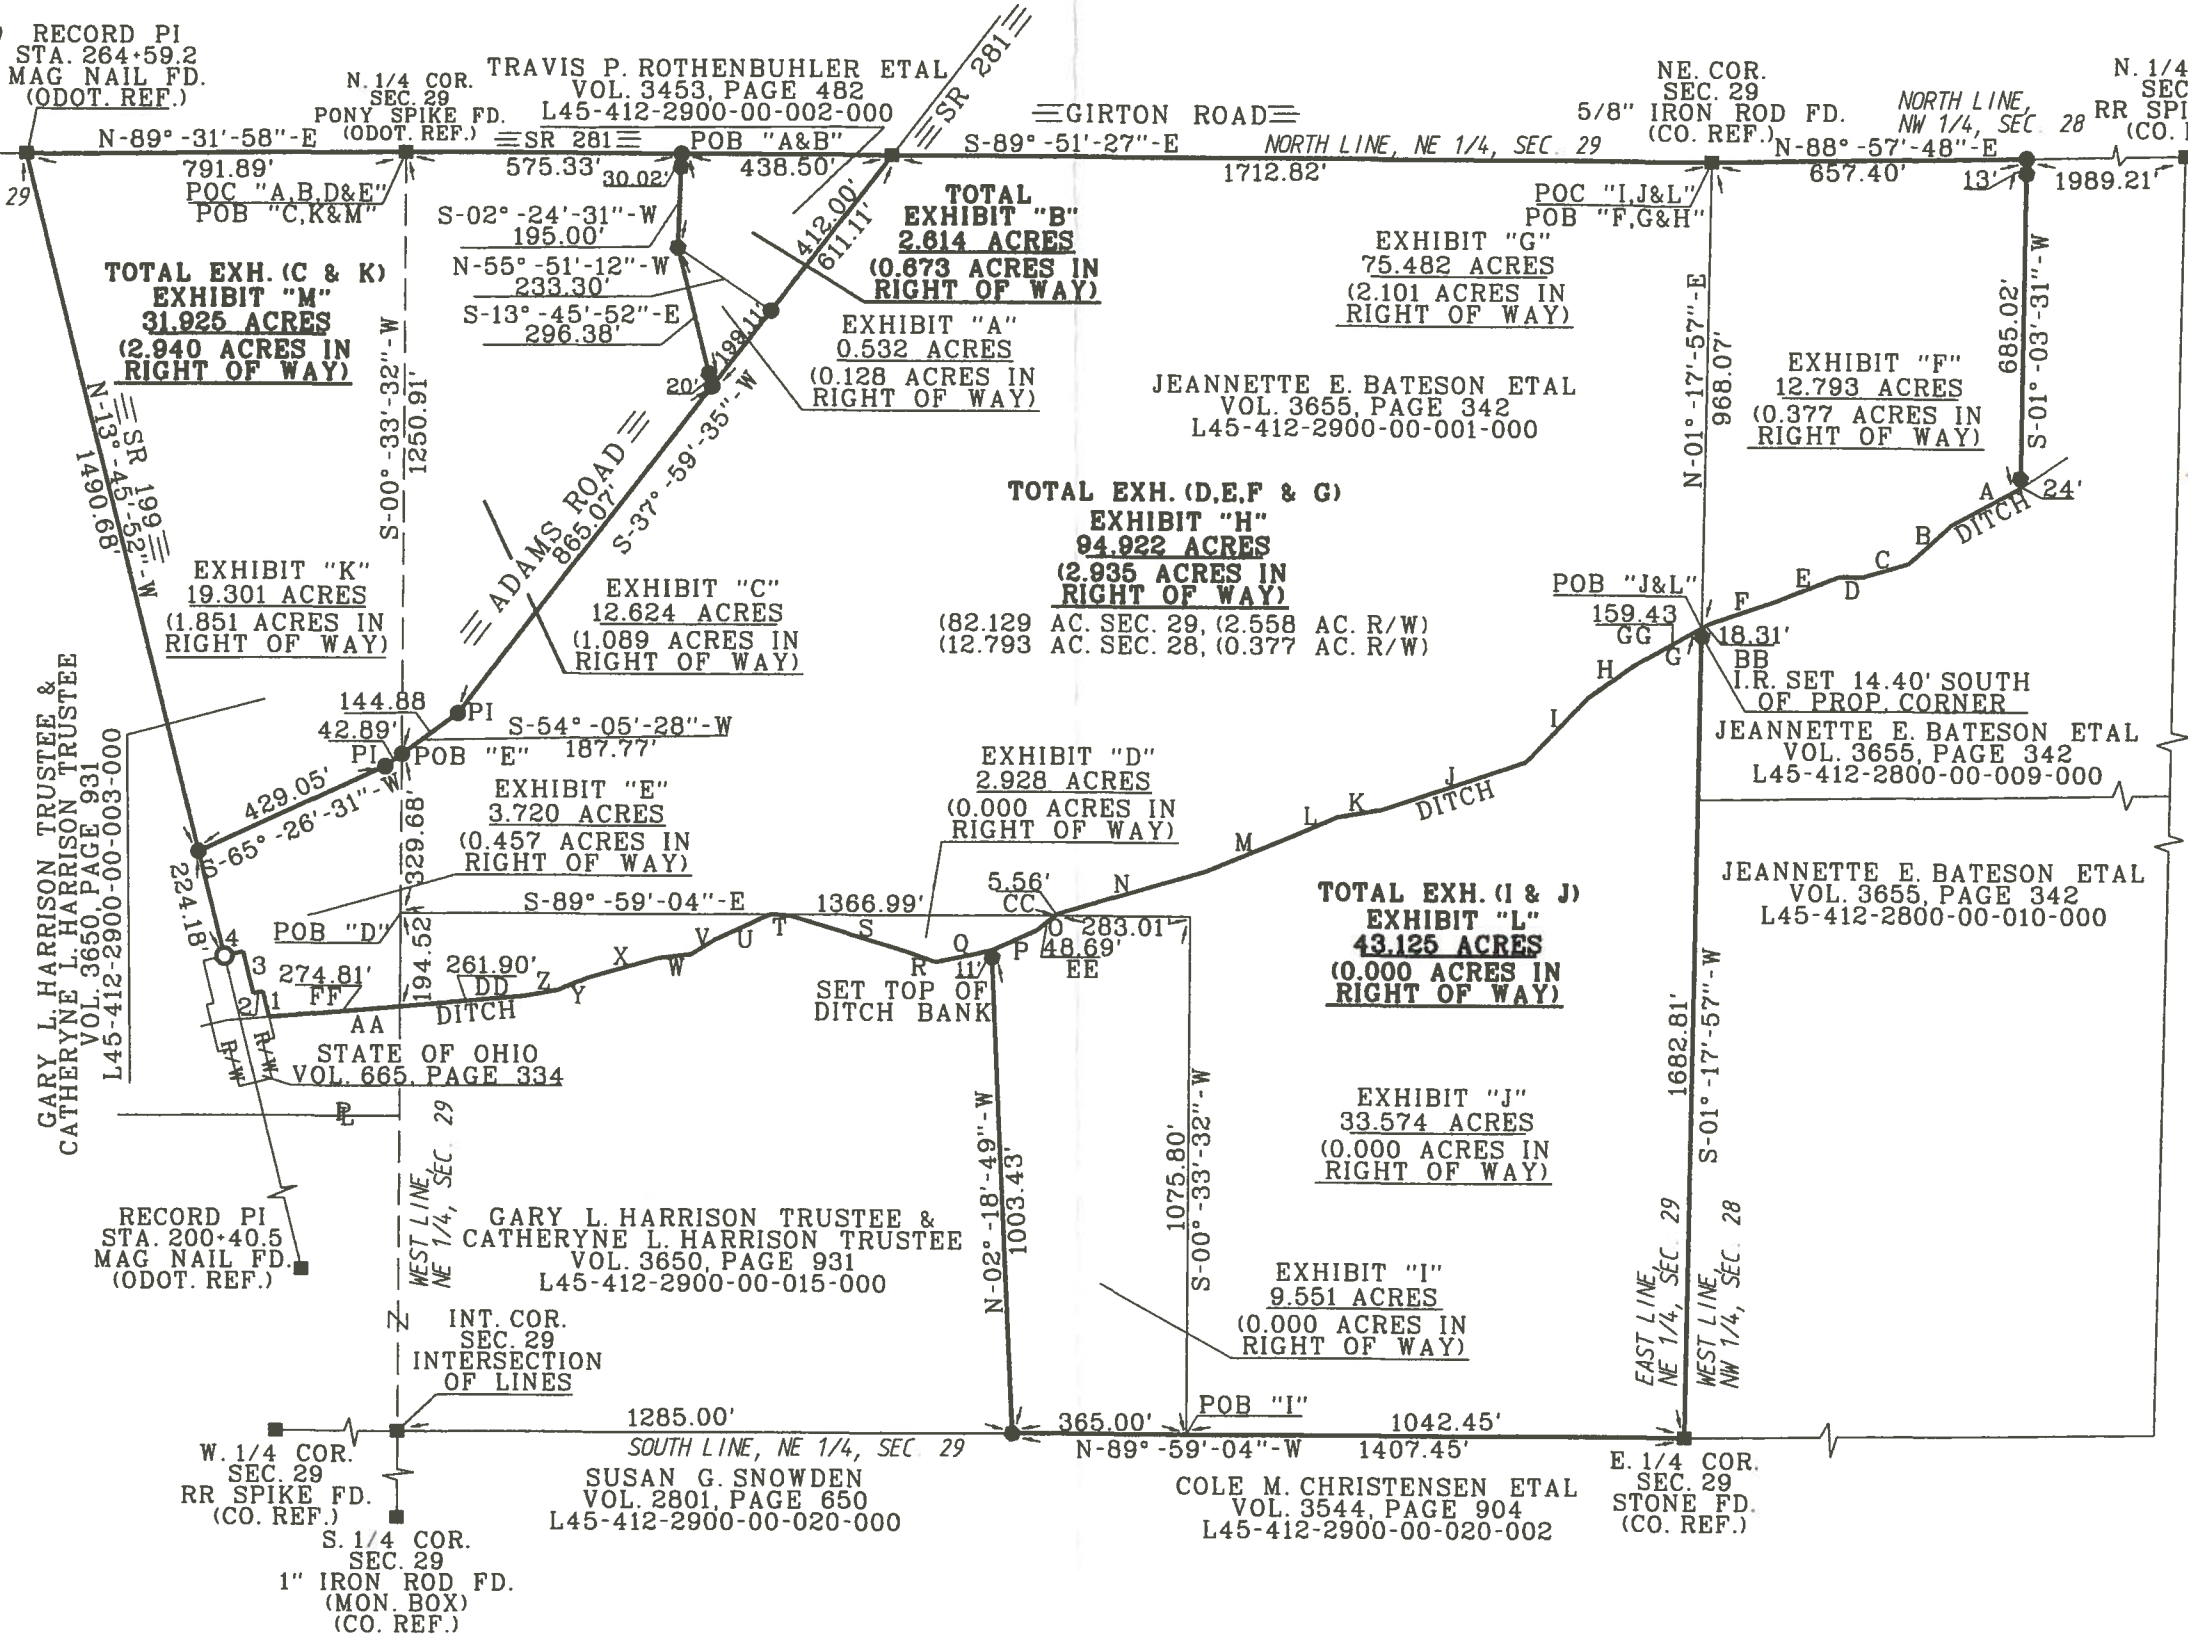 RECORD PI
STA. 264+59.2
MAG NAIL FD.
(ODOT. REF.)
N. 1/4 COR.
SEC. 29
PONY SPIKE FD.
(ODOT. REF.)
TRAVIS P. ROTHENBUHLER ETAL
VOL. 3453, PAGE 482
L45-412-2900-00-002-000
SR 281
GIRTON ROAD
NE. COR.
SEC. 29
5/8" IRON ROD FD.
(CO. REF.)
NORTH LINE,
NW 1/4, SEC. 28
N. 1/4
SEC
RR SPI
(CO.
N-89°-31'-58"-E
791.89'
29
POC "A,B,D&E"
POB "C,K&M"
SR 281
575.33'
30.02'
POB "A&B"
438.50'
S-89°-51'-27"-E
NORTH LINE, NE 1/4, SEC. 29
1712.82'
N-88°-57'-48"-E
657.40'
13'
1989.21'
POC "I,J&L"
POB "F,G&H"
S-02°-24'-31"-W
195.00'
N-55°-51'-12"-W
233.30'
S-13°-45'-52"-E
296.38'
412.00'
611.11'
199.11'
20'
TOTAL
EXHIBIT "B"
2.614 ACRES
(0.673 ACRES IN
RIGHT OF WAY)
EXHIBIT "A"
0.532 ACRES
(0.128 ACRES IN
RIGHT OF WAY)
EXHIBIT "G"
75.482 ACRES
(2.101 ACRES IN
RIGHT OF WAY)
TOTAL EXH. (C & K)
EXHIBIT "M"
31.925 ACRES
(2.940 ACRES IN
RIGHT OF WAY)
S-00°-33'-32"-W
1250.91'
N-13°-45'-52"-W
1490.68'
SR 199
JEANNETTE E. BATESON ETAL
VOL. 3655, PAGE 342
L45-412-2900-00-001-000
N-01°-17'-57"-E
968.07'
EXHIBIT "F"
12.793 ACRES
(0.377 ACRES IN
RIGHT OF WAY)
685.02'
S-01°-03'-31"-W
24'
A
DITCH
B
C
D
E
F
ADAMS ROAD
865.07'
S-37°-59'-35"-W
TOTAL EXH. (D,E,F & G)
EXHIBIT "H"
94.922 ACRES
(2.935 ACRES IN
RIGHT OF WAY)
(82.129 AC. SEC. 29, (2.558 AC. R/W)
(12.793 AC. SEC. 28, (0.377 AC. R/W)
EXHIBIT "K"
19.301 ACRES
(1.851 ACRES IN
RIGHT OF WAY)
EXHIBIT "C"
12.624 ACRES
(1.089 ACRES IN
RIGHT OF WAY)
POB "J&L"
159.43
GG
G
18.31'
BB
I.R. SET 14.40' SOUTH
OF PROP. CORNER
JEANNETTE E. BATESON ETAL
VOL. 3655, PAGE 342
L45-412-2800-00-009-000
GARY L. HARRISON TRUSTEE &
CATHERYNE L. HARRISON TRUSTEE
VOL. 3650, PAGE 931
L45-412-2900-00-003-000
144.88
42.89'
PI
PI
POB "E"
S-54°-05'-28"-W
187.77'
429.05'
S-65°-26'-31"-W
EXHIBIT "E"
3.720 ACRES
(0.457 ACRES IN
RIGHT OF WAY)
329.68'
EXHIBIT "D"
2.928 ACRES
(0.000 ACRES IN
RIGHT OF WAY)
H
I
J
DITCH
K
L
M
N
224.18'
POB "D"
S-89°-59'-04"-E
1366.99'
5.56'
CC
283.01'
O
48.69'
EE
P
Q
11'
R
S
T
U
V
W
X
Y
Z
SET TOP OF
DITCH BANK
4
3
2
1
274.81'
FF
194.52'
261.90'
DD
AA
DITCH
R/W
R/W
STATE OF OHIO
VOL. 665, PAGE 334
PL
TOTAL EXH. (I & J)
EXHIBIT "L"
43.125 ACRES
(0.000 ACRES IN
RIGHT OF WAY)
JEANNETTE E. BATESON ETAL
VOL. 3655, PAGE 342
L45-412-2800-00-010-000
1682.81'
S-01°-17'-57"-W
WEST LINE,
NE 1/4, SEC. 29
N-02°-18'-49"-W
1003.43'
1075.80'
S-00°-33'-32"-W
EXHIBIT "J"
33.574 ACRES
(0.000 ACRES IN
RIGHT OF WAY)
RECORD PI
STA. 200+40.5
MAG NAIL FD.
(ODOT. REF.)
GARY L. HARRISON TRUSTEE &
CATHERYNE L. HARRISON TRUSTEE
VOL. 3650, PAGE 931
L45-412-2900-00-015-000
EXHIBIT "I"
9.551 ACRES
(0.000 ACRES IN
RIGHT OF WAY)
EAST LINE,
NE 1/4, SEC. 29
WEST LINE,
NW 1/4, SEC. 28
INT. COR.
SEC. 29
INTERSECTION
OF LINES
1285.00'
SOUTH LINE, NE 1/4, SEC. 29
365.00'
POB "I"
1042.45'
N-89°-59'-04"-W
1407.45'
W. 1/4 COR.
SEC. 29
RR SPIKE FD.
(CO. REF.)
S. 1/4 COR.
SEC. 29
1" IRON ROD FD.
(MON. BOX)
(CO. REF.)
SUSAN G. SNOWDEN
VOL. 2801, PAGE 650
L45-412-2900-00-020-000
COLE M. CHRISTENSEN ETAL
VOL. 3544, PAGE 904
L45-412-2900-00-020-002
E. 1/4 COR.
SEC. 29
STONE FD.
(CO. REF.)